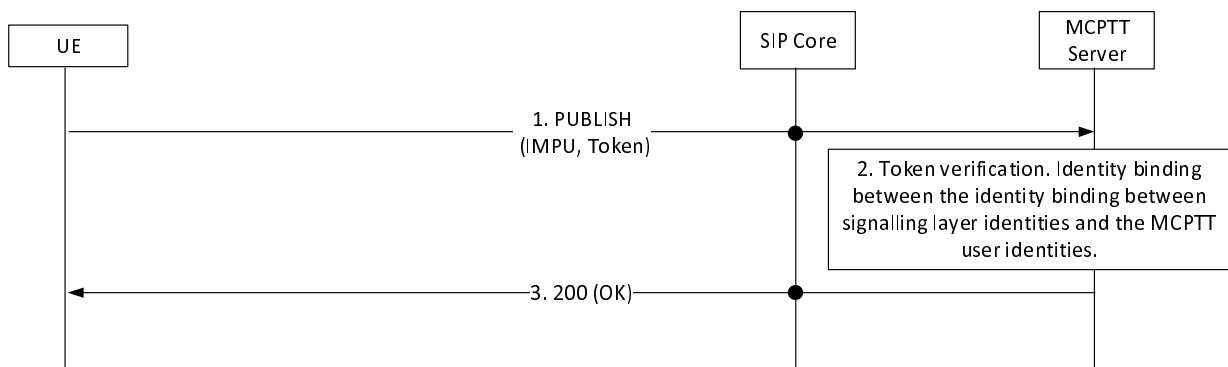 UE
SIP Core
MCPTT
Server
1. PUBLISH
(IMPU, Token)
2. Token verification. Identity binding
between the identity binding between
signalling layer identities and the MCPTT
user identities.
3. 200 (OK)